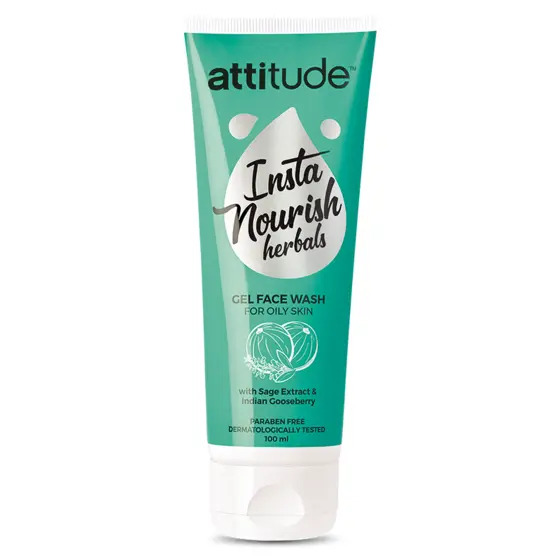 attitude™
Insta
Nourish
herbals
GEL FACE WASH
FOR OILY SKIN
with Sage Extract &
Indian Gooseberry
PARABEN FREE
DERMATOLOGICALLY TESTED
100 ml